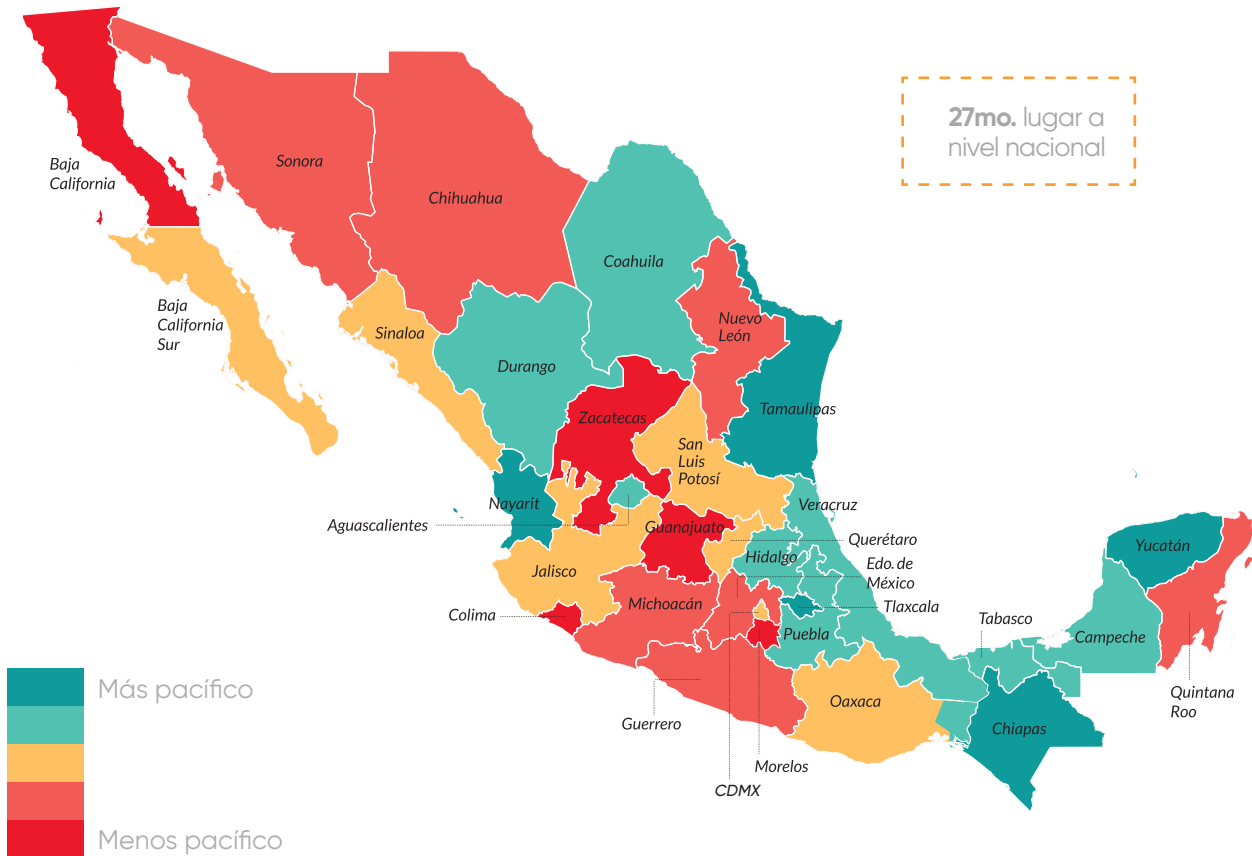 27mo. lugar a
nivel nacional
Baja
California
Sonora
Chihuahua
Coahuila
Baja
California
Sur
Sinaloa
Nuevo
León
Durango
Tamaulipas
Zacatecas
San
Luis
Potosí
Nayarit
Aguascalientes
Guanajuato
Veracruz
Querétaro
Hidalgo
Edo. de
México
Yucatán
Jalisco
Michoacán
Colima
Tlaxcala
Puebla
Tabasco
Campeche
Quintana
Roo
Guerrero
Oaxaca
Chiapas
Morelos
CDMX
Más pacífico
Menos pacífico